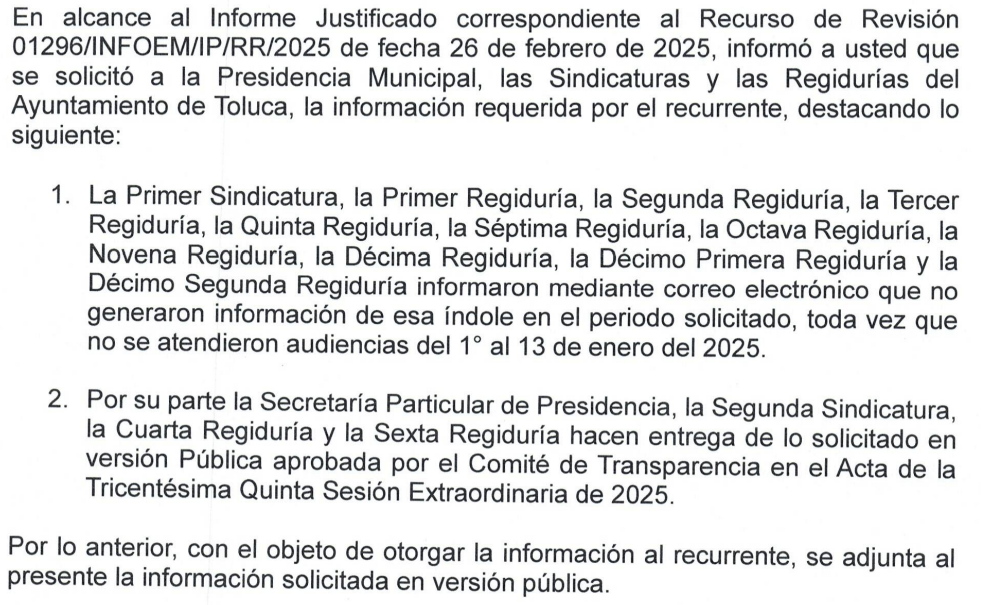 En alcance al Informe Justificado correspondiente al Recurso de Revisión
01296/INFOEM/IP/RR/2025 de fecha 26 de febrero de 2025, informó a usted que
se solicitó a la Presidencia Municipal, las Sindicaturas y las Regidurías del
Ayuntamiento de Toluca, la información requerida por el recurrente, destacando lo
siguiente:
1. La Primer Sindicatura, la Primer Regiduría, la Segunda Regiduría, la Tercer
Regiduría, la Quinta Regiduría, la Séptima Regiduría, la Octava Regiduría, la
Novena Regiduría, la Décima Regiduría, la Décimo Primera Regiduría y la
Décimo Segunda Regiduría informaron mediante correo electrónico que no
generaron información de esa índole en el periodo solicitado, toda vez que
no se atendieron audiencias del 1° al 13 de enero del 2025.
2. Por su parte la Secretaría Particular de Presidencia, la Segunda Sindicatura,
la Cuarta Regiduría y la Sexta Regiduría hacen entrega de lo solicitado en
versión Pública aprobada por el Comité de Transparencia en el Acta de la
Tricentésima Quinta Sesión Extraordinaria de 2025.
Por lo anterior, con el objeto de otorgar la información al recurrente, se adjunta al
presente la información solicitada en versión pública.